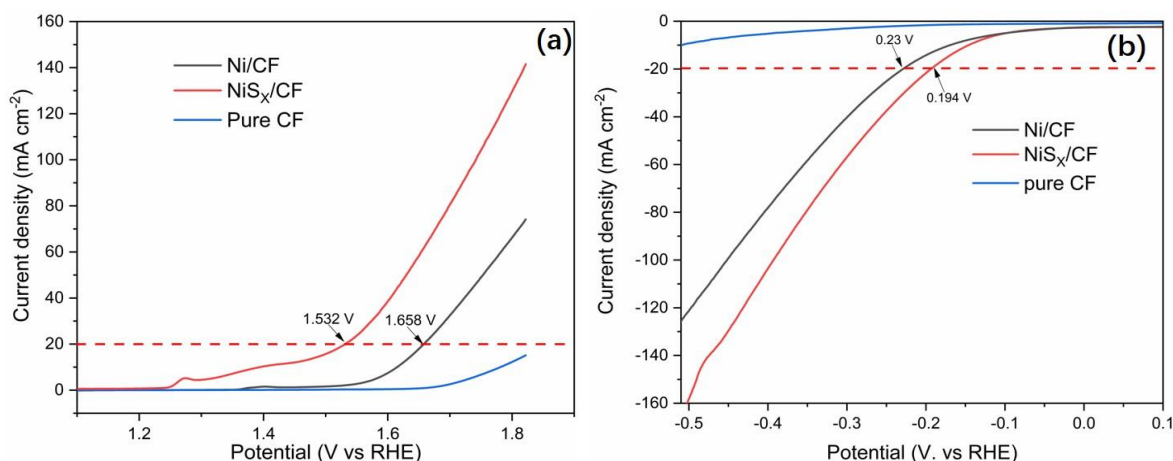 (a)
Ni/CF
NiSX/CF
Pure CF
1.532 V
1.658 V
160
140
120
100
80
60
40
20
0
Current density (mA cm-2)
1.2
1.4
1.6
1.8
Potential (V vs RHE)
(b)
0.23 V
0.194 V
Ni/CF
NiSX/CF
pure CF
0
-20
-40
-60
-80
-100
-120
-140
-160
Current density (mA cm-2)
-0.5
-0.4
-0.3
-0.2
-0.1
0.0
0.1
Potential (V. vs RHE)